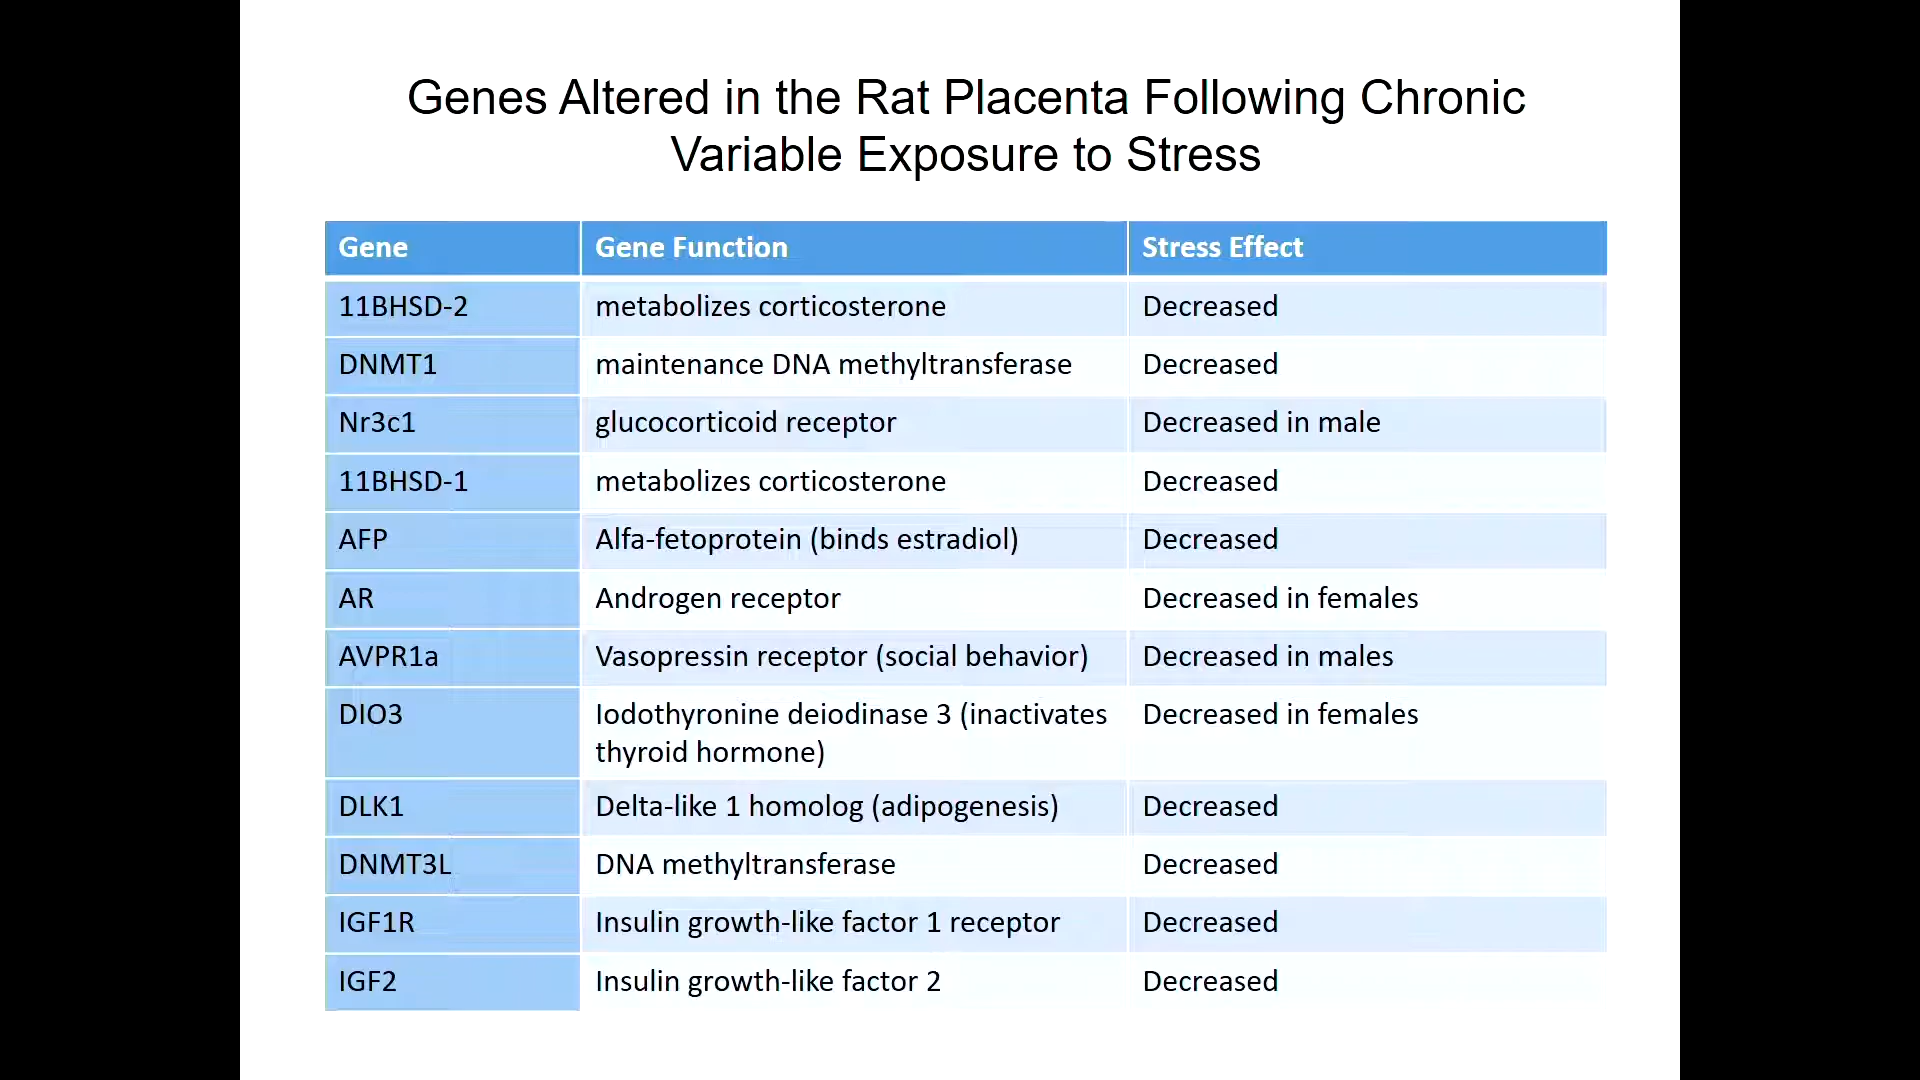 Genes Altered in the Rat Placenta Following Chronic
Variable Exposure to Stress
Gene Gene Function Stress Effect
11BHSD-2 metabolizes corticosterone Decreased
DNMT1 maintenance DNA methyltransferase Decreased
Nr3c1 glucocorticoid receptor Decreased in male
11BHSD-1 metabolizes corticosterone Decreased
AFP Alfa-fetoprotein (binds estradiol) Decreased
AR Androgen receptor Decreased in females
AVPR1a Vasopressin receptor (social behavior) Decreased in males
DIO3 Iodothyronine deiodinase 3 (inactivates Decreased in females
thyroid hormone)
DLK1 Delta-like 1 homolog (adipogenesis) Decreased
DNMT3L DNA methyltransferase Decreased
IGF1R Insulin growth-like factor 1 receptor Decreased
IGF2 Insulin growth-like factor 2 Decreased